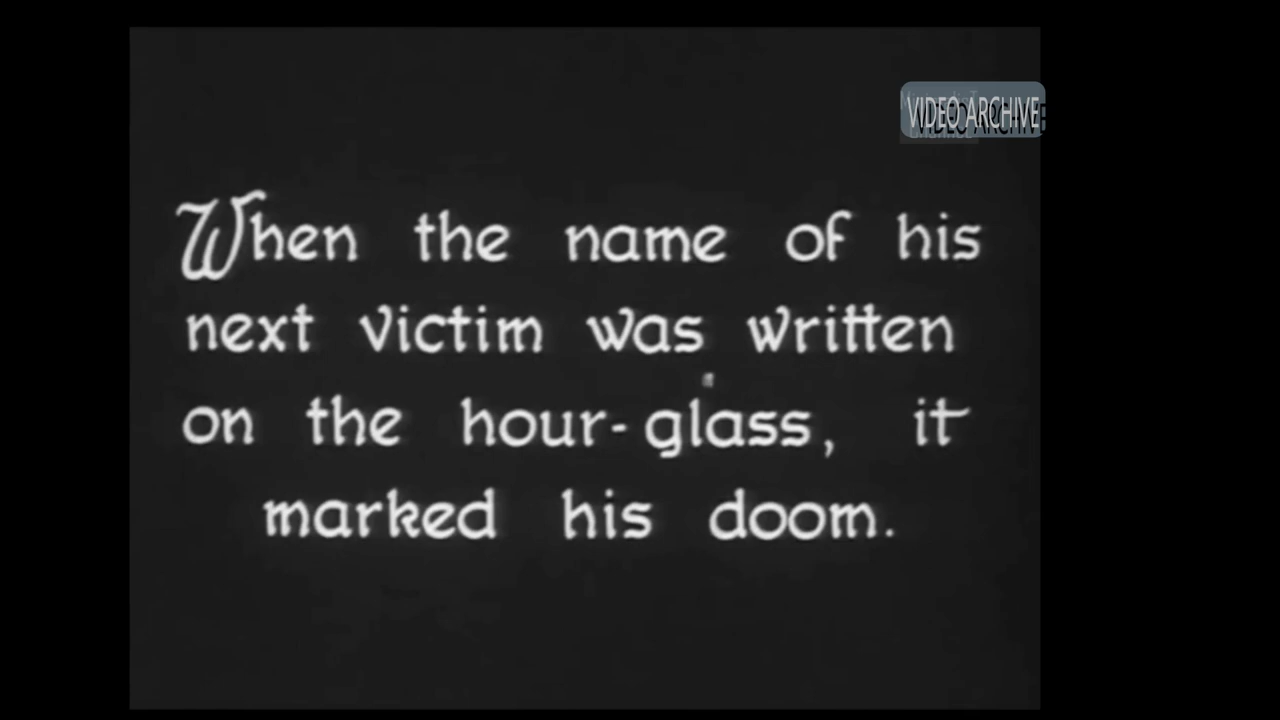 VIDEO ARCHIVE
When the name of his
next victim was written
on the hour-glass, it
marked his doom.